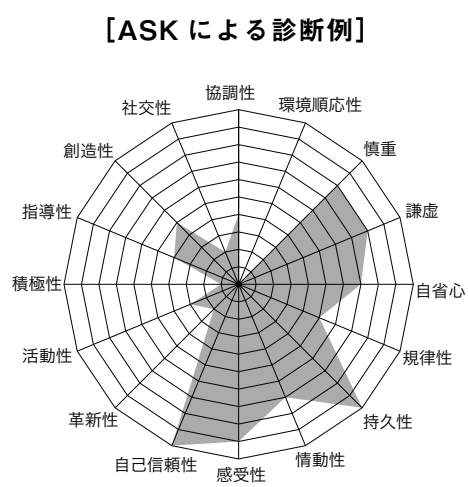 [ASK による診断例]
協調性
環境順応性
慎重
謙虚
自省心
規律性
持久性
情動性
感受性
自己信頼性
革新性
活動性
積極性
指導性
創造性
社交性